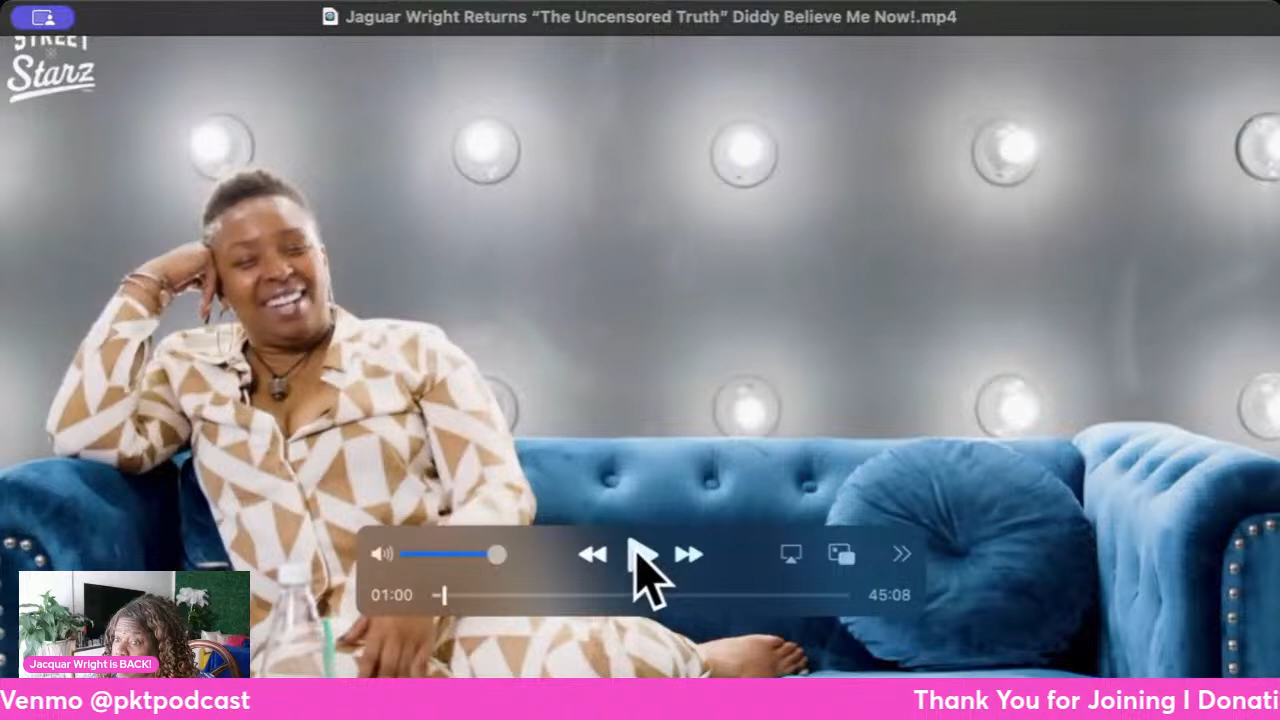 Jaguar Wright Returns “The Uncensored Truth” Diddy Believe Me Now!.mp4
STREET
Starz
01:00
45:08
Jacquar Wright is BACK!
Venmo @pktpodcast
Thank You for Joining I Donati